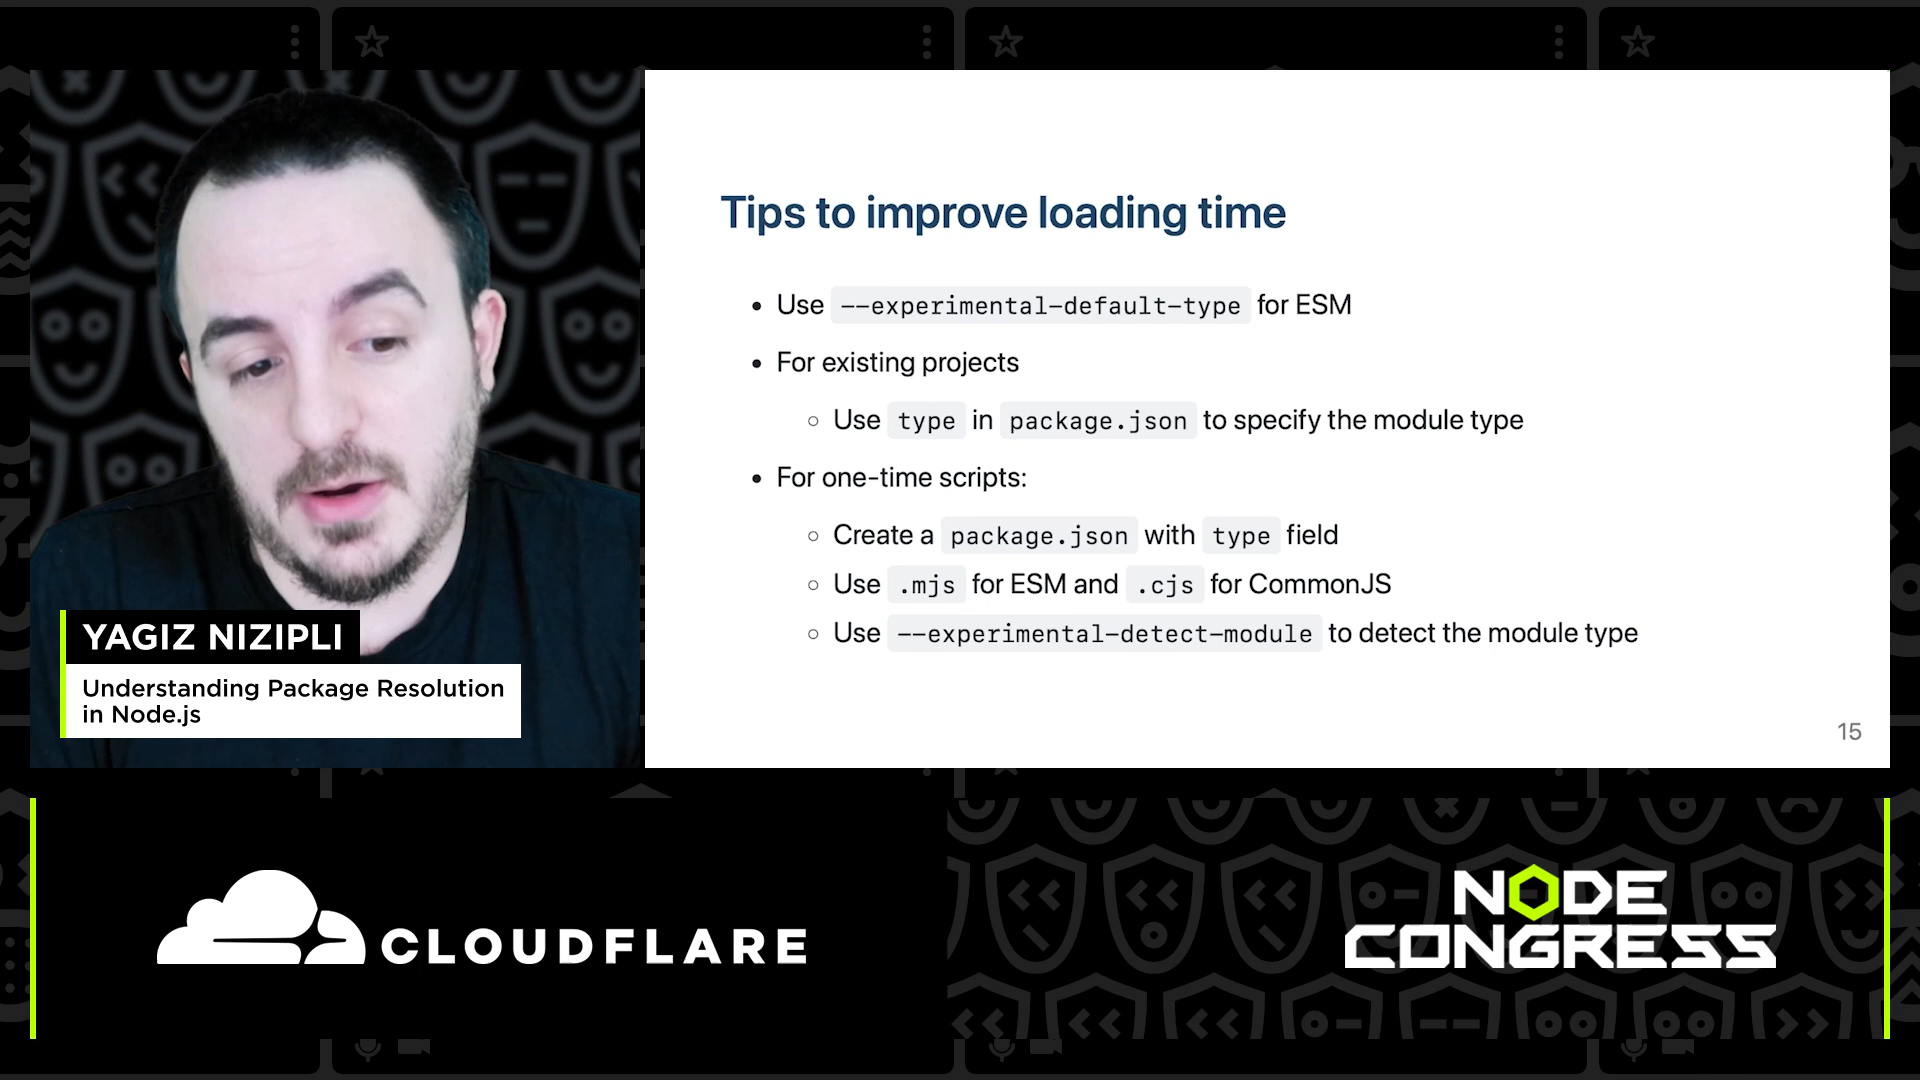 Tips to improve loading time
Use --experimental-default-type for ESM
For existing projects
Use type in package.json to specify the module type
For one-time scripts:
Create a package.json with type field
Use .mjs for ESM and .cjs for CommonJS
Use --experimental-detect-module to detect the module type
15
YAGIZ NIZIPLI
Understanding Package Resolution
in Node.js
CLOUDFLARE
NODE
CONGRESS